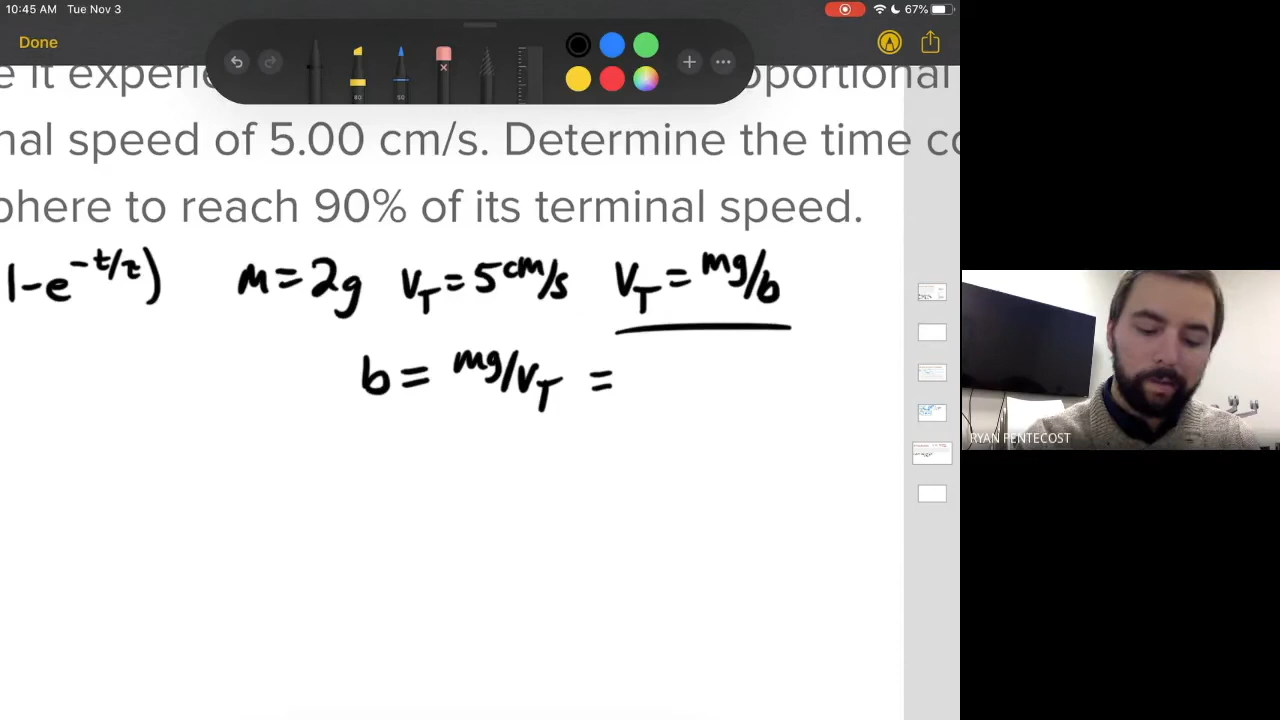 10:45 AM Tue Nov 3
67%
Done
80
50
e it experie
oportional
nal speed of 5.00 cm/s. Determine the time co
phere to reach 90% of its terminal speed.
1-e^{-t/τ}) m=2g v_T=5 cm/s v_T=mg/b
b= mg/v_T =
RYAN PENTECOST